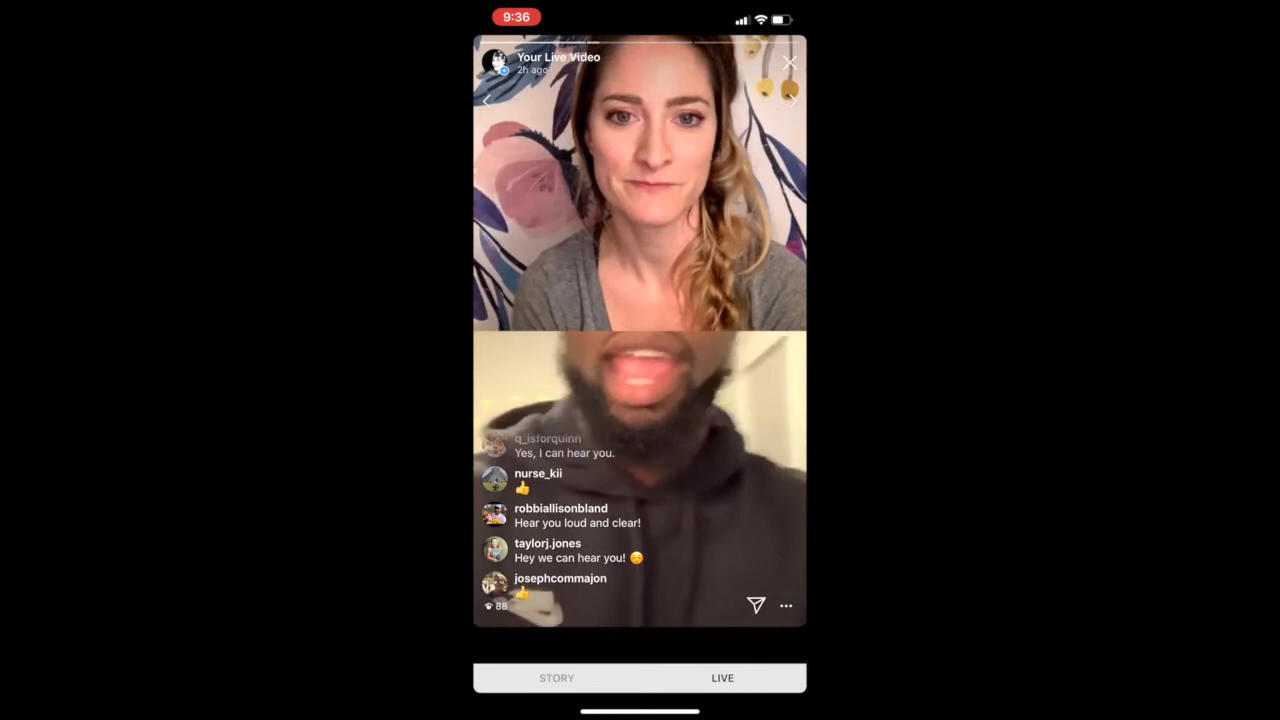 9:36
Your Live Video
2h ago
q_isforquinn
Yes, I can hear you.
nurse_kii
👍
robbiallisonbland
Hear you loud and clear!
taylorj.jones
Hey we can hear you! ☺️
josephcommajon
👍
88
STORY
LIVE